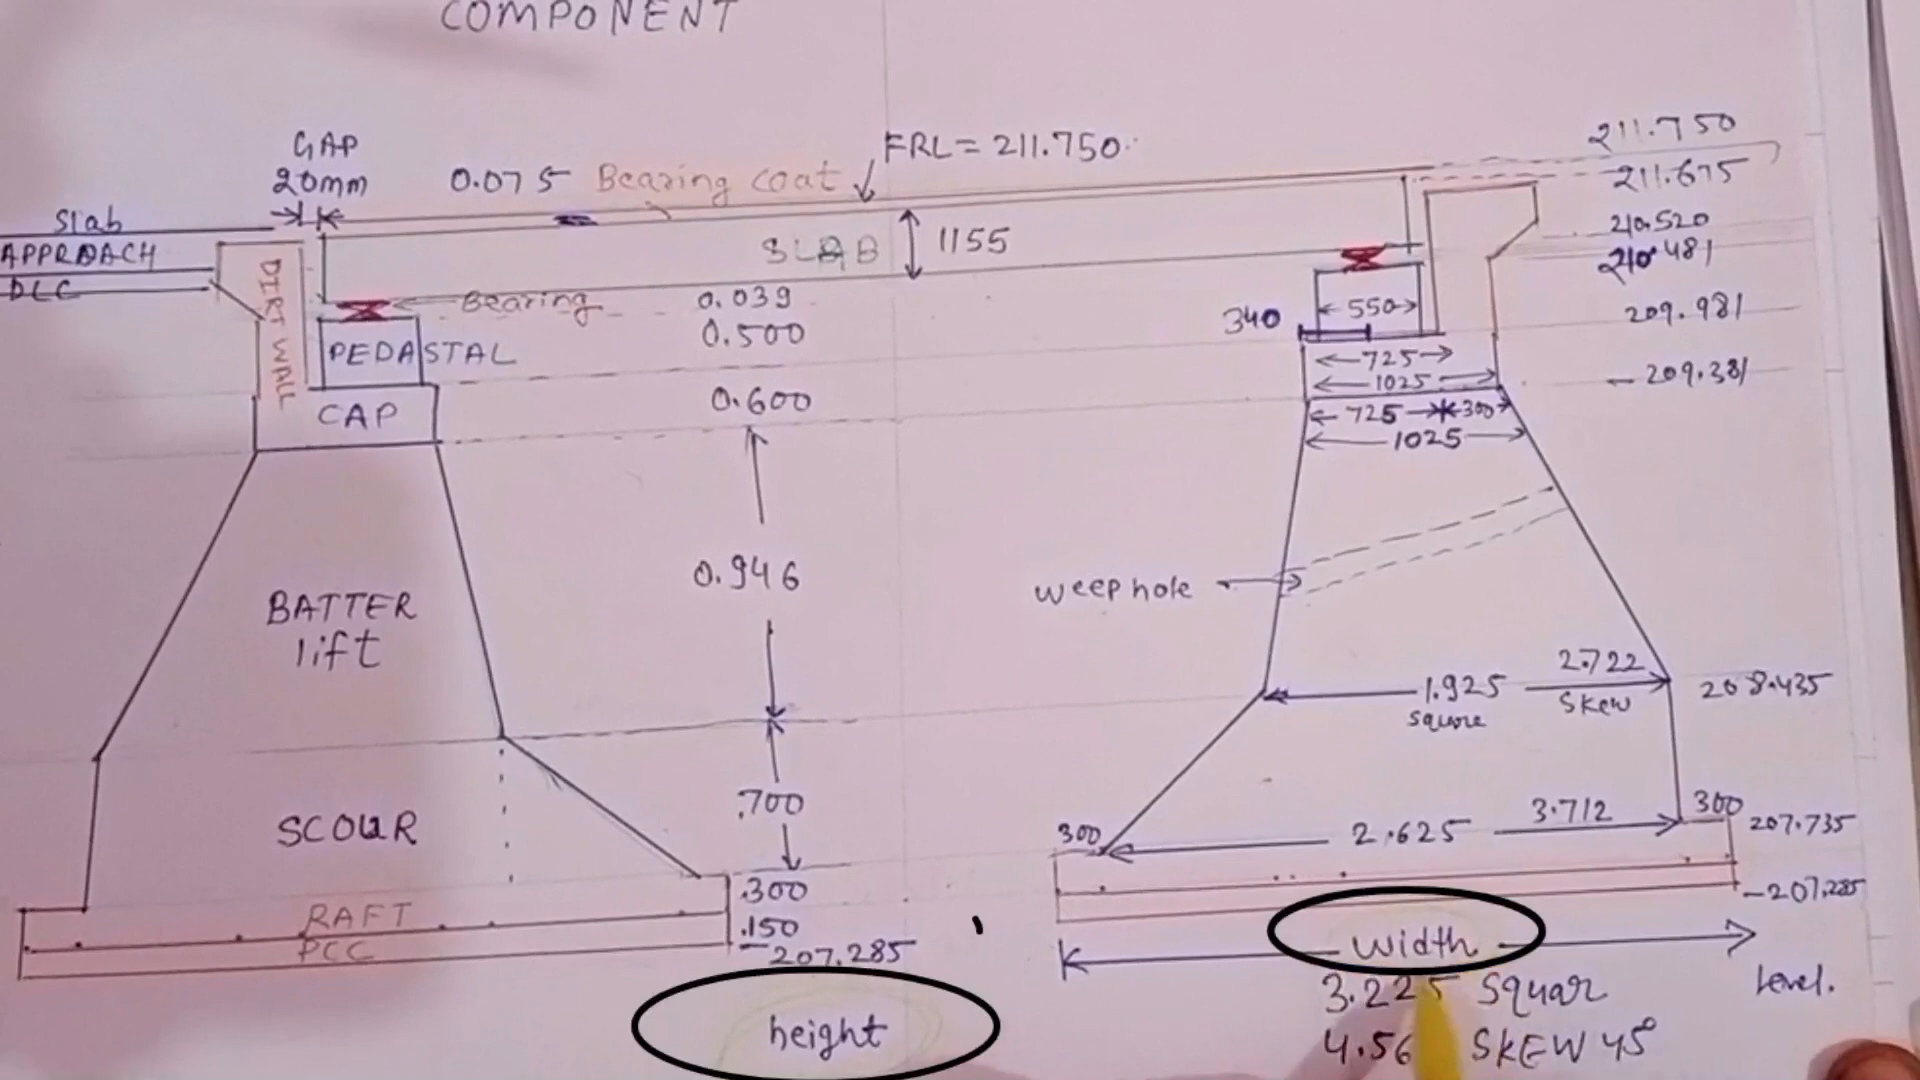 COMPONENT
GAP
20mm
0.075 Bearing coat
FRL = 211.750
211.750
211.675
Slab
APPROACH
DLC
DIRT WALL
SLAB
1155
210.520
210.481
Bearing
0.039
0.500
PEDASTAL
340
550
209.981
725
1025
209.381
CAP
0.600
725
300
1025
BATTER
lift
0.946
weep hole
2.722
1.925
Square
Skew
208.435
SCOUR
.700
300
2.625
3.712
300
207.735
RAFT
.300
PCC
.150
207.285
207.285
width
height
3.225 Squar
Level.
4.56
SKEW 45°